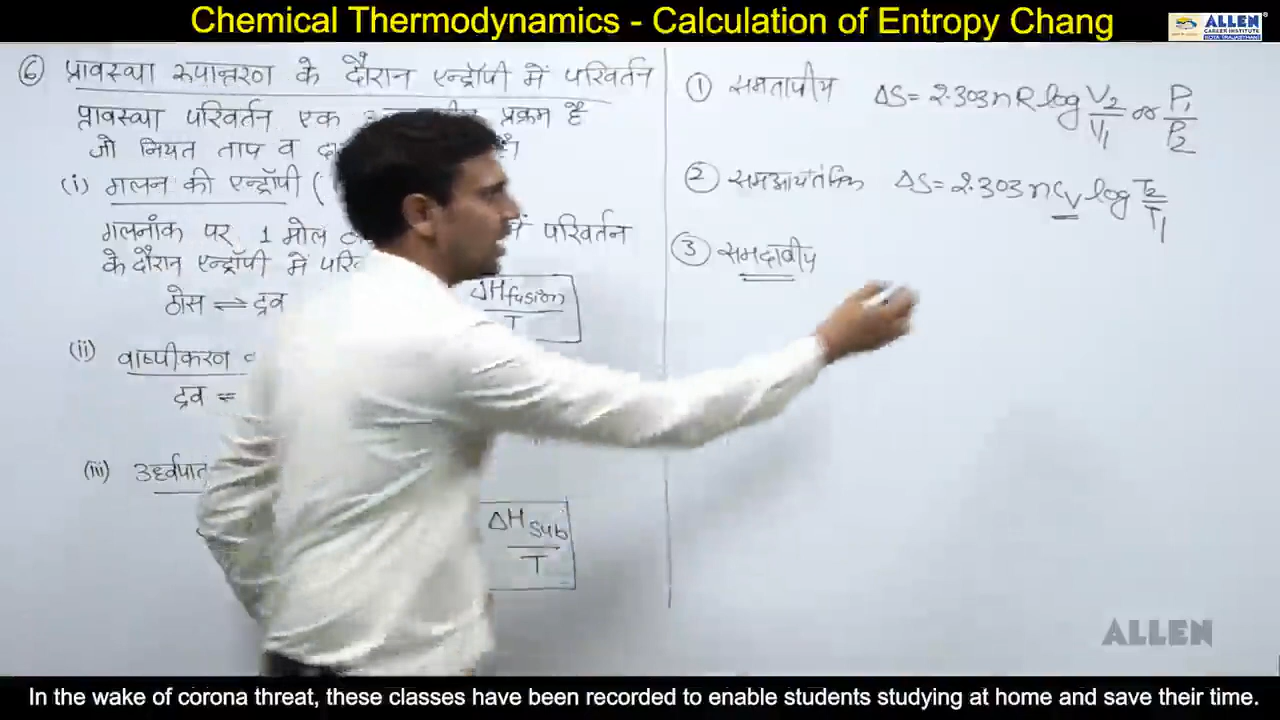 Chemical Thermodynamics - Calculation of Entropy Chang
ALLEN
CAREER INSTITUTE
KOTA (RAJASTHAN)
⑥ प्रावस्था रूपान्तरण के दौरान एन्ट्रॉपी में परिवर्तन
प्रावस्था परिवर्तन एक प्रक्रम है
जो नियत ताप व
(i) गलन की एन्ट्रॉपी (
गलनांक पर 1 मोल परिवर्तन
के दौरान एन्ट्रॉपी में
ठोस ⇌ द्रव ΔHfusion / T
(ii) वाष्पीकरण
द्रव ⇌
(iii)
ΔHsub / T
① समतापीय ΔS = 2.303 nR log V2/V1 or P1/P2
② समआयतनिक ΔS = 2.303 nCv log T2/T1
③ समदाबीय
ALLEN
In the wake of corona threat, these classes have been recorded to enable students studying at home and save their time.